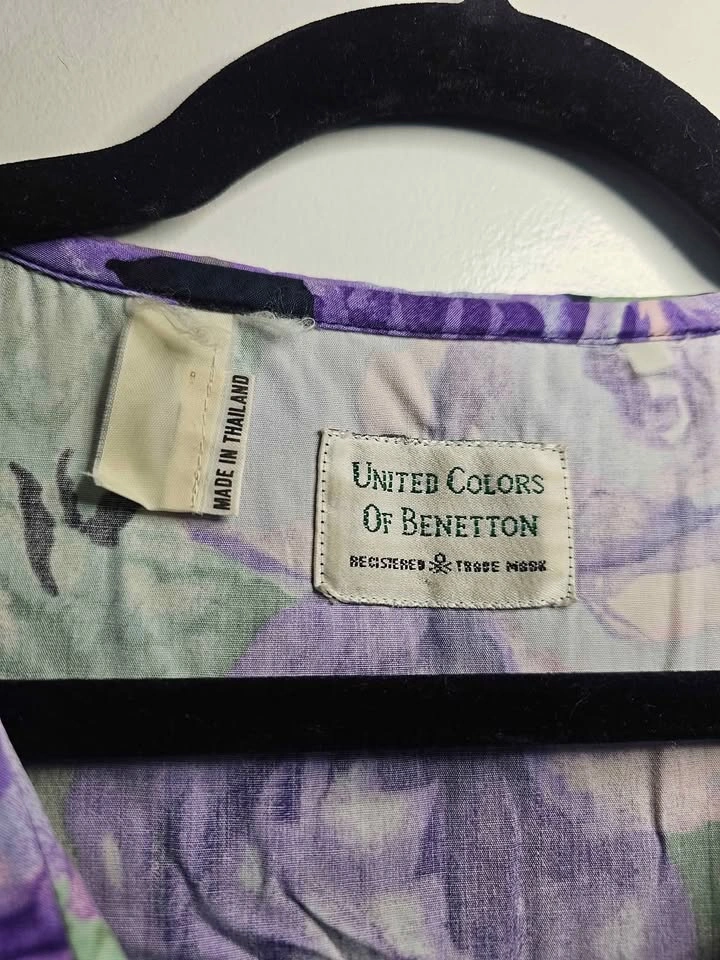 MADE IN THAILAND
UNITED COLORS
OF BENETTON
REGISTERED TRADE MARK